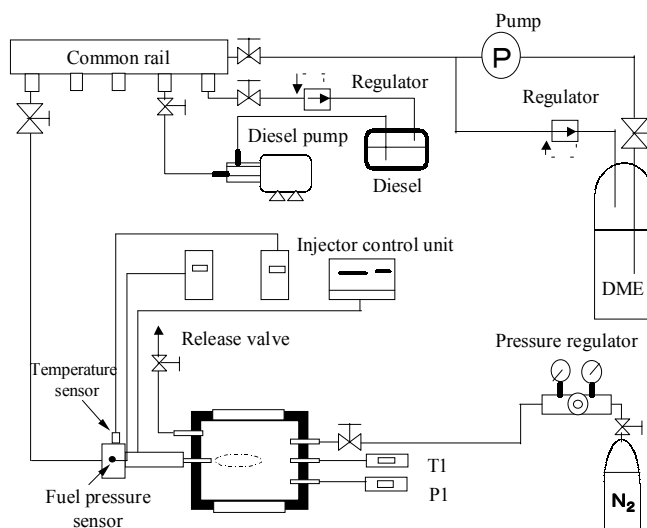 Pump
P
Common rail
Regulator
Regulator
Diesel pump
Diesel
DME
Injector control unit
Release valve
Pressure regulator
Temperature
sensor
T1
P1
Fuel pressure
sensor
N₂